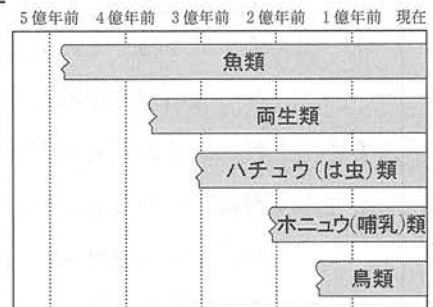 5億年前 4億年前 3億年前 2億年前 1億年前 現在
魚類
両生類
ハチュウ(は虫)類
ホニュウ(哺乳)類
鳥類